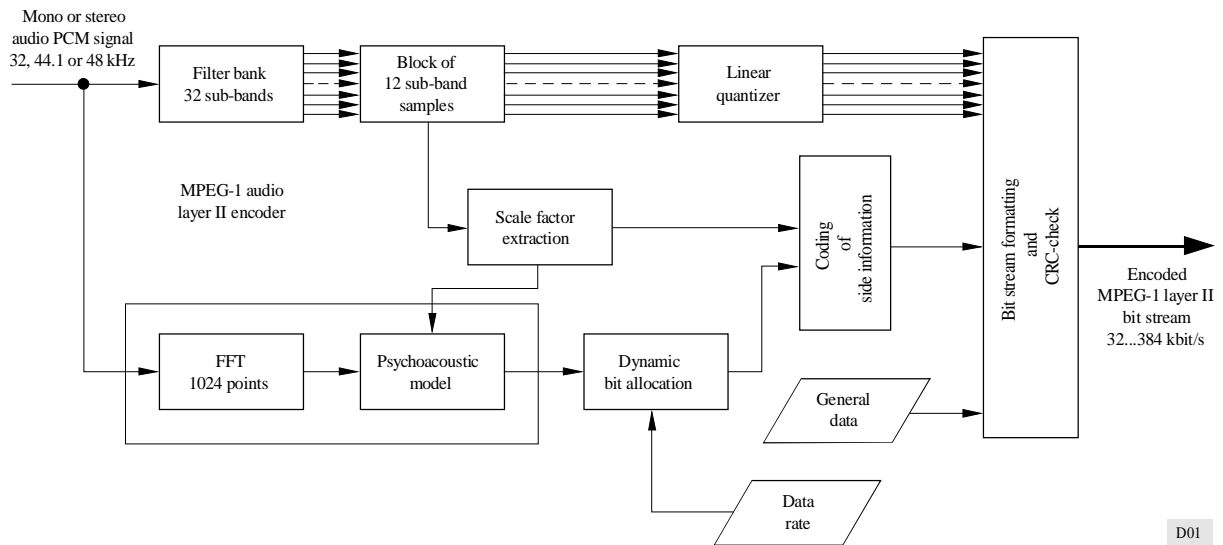 Mono or stereo
audio PCM signal
32, 44.1 or 48 kHz
Filter bank
32 sub-bands
Block of
12 sub-band
samples
Linear
quantizer
MPEG-1 audio
layer II encoder
Scale factor
extraction
Coding
of
side information
Bit stream formatting
and
CRC-check
Encoded
MPEG-1 layer II
bit stream
32...384 kbit/s
FFT
1024 points
Psychoacoustic
model
Dynamic
bit allocation
General
data
Data
rate
D01